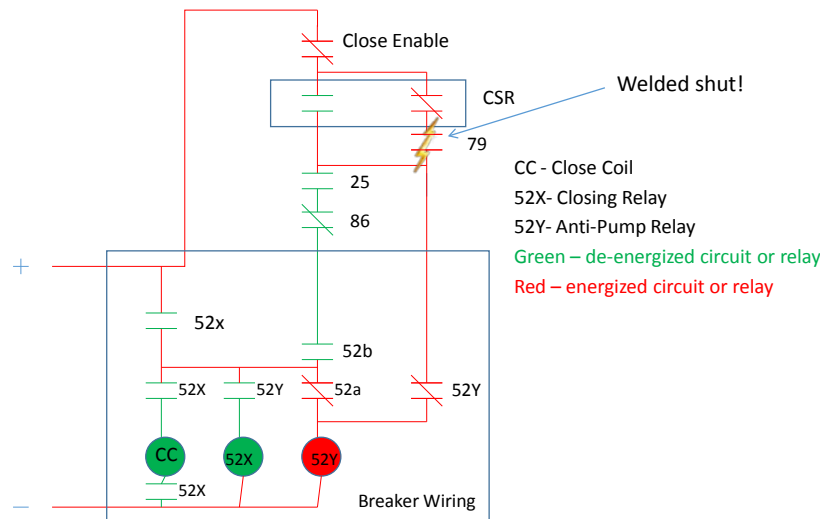 Close Enable
CSR
Welded shut!
79
25
86
CC - Close Coil
52X- Closing Relay
52Y- Anti-Pump Relay
Green – de-energized circuit or relay
Red – energized circuit or relay
+
52x
52b
52X
52Y
52a
52Y
CC
52X
52Y
52X
Breaker Wiring
–